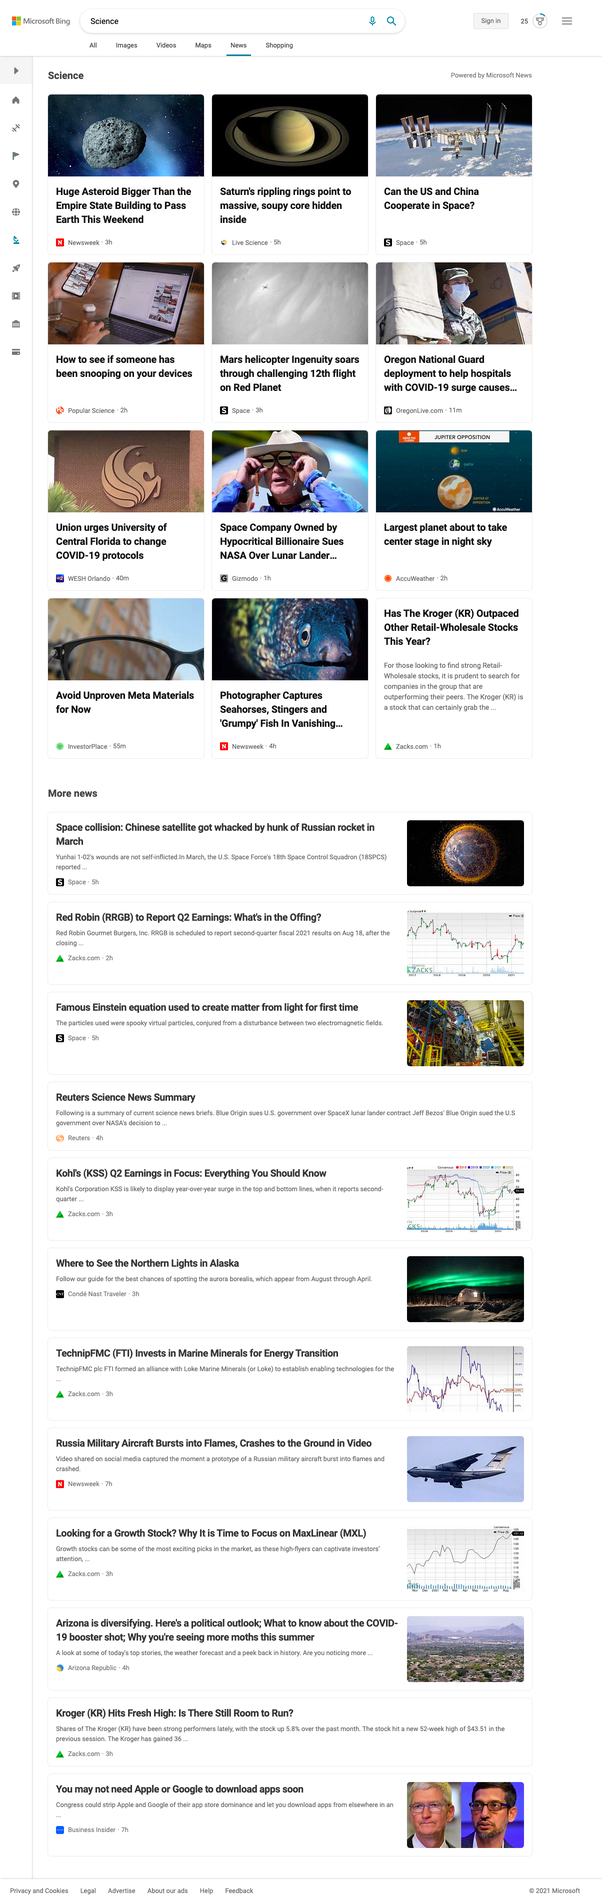 Microsoft Bing
Science
Sign in
25
All Images Videos Maps News Shopping
Science
Powered by Microsoft News
Huge Asteroid Bigger Than the
Empire State Building to Pass
Earth This Weekend
Newsweek · 3h
Saturn's rippling rings point to
massive, soupy core hidden
inside
Live Science · 5h
Can the US and China
Cooperate in Space?
Space · 5h
How to see if someone has
been snooping on your devices
Popular Science · 2h
Mars helicopter Ingenuity soars
through challenging 12th flight
on Red Planet
Space · 3h
Oregon National Guard
deployment to help hospitals
with COVID-19 surge causes...
OregonLive.com · 11m
Union urges University of
Central Florida to change
COVID-19 protocols
WESH Orlando · 40m
Space Company Owned by
Hypocritical Billionaire Sues
NASA Over Lunar Lander...
Gizmodo · 1h
JUPITER OPPOSITION
AccuWeather
Largest planet about to take
center stage in night sky
AccuWeather · 2h
Avoid Unproven Meta Materials
for Now
InvestorPlace · 55m
Photographer Captures
Seahorses, Stingers and
'Grumpy' Fish In Vanishing...
Newsweek · 4h
Has The Kroger (KR) Outpaced
Other Retail-Wholesale Stocks
This Year?
For those looking to find strong Retail-
Wholesale stocks, it is prudent to search for
companies in the group that are
outperforming their peers. The Kroger (KR) is
a stock that can certainly grab the ...
Zacks.com · 1h
More news
Space collision: Chinese satellite got whacked by hunk of Russian rocket in
March
Yunhai 1-02's wounds are not self-inflicted.In March, the U.S. Space Force's 18th Space Control Squadron (18SPCS)
reported ...
Space · 5h
Red Robin (RRGB) to Report Q2 Earnings: What's in the Offing?
Red Robin Gourmet Burgers, Inc. RRGB is scheduled to report second-quarter fiscal 2021 results on Aug 18, after the
closing ...
Zacks.com · 2h
ZACKS
Famous Einstein equation used to create matter from light for first time
The particles used were spooky virtual particles, conjured from a disturbance between two electromagnetic fields.
Space · 5h
Reuters Science News Summary
Following is a summary of current science news briefs. Blue Origin sues U.S. government over SpaceX lunar lander contract Jeff Bezos' Blue Origin sued the U.S
government over NASA's decision to ...
Reuters · 4h
Kohl's (KSS) Q2 Earnings in Focus: Everything You Should Know
Kohl's Corporation KSS is likely to display year-over-year surge in the top and bottom lines, when it reports second-
quarter ...
Zacks.com · 3h
Where to See the Northern Lights in Alaska
Follow our guide for the best chances of spotting the aurora borealis, which appear from August through April.
Condé Nast Traveler · 3h
TechnipFMC (FTI) Invests in Marine Minerals for Energy Transition
TechnipFMC plc FTI formed an alliance with Loke Marine Minerals (or Loke) to establish enabling technologies for the
...
Zacks.com · 3h
Russia Military Aircraft Bursts into Flames, Crashes to the Ground in Video
Video shared on social media captured the moment a prototype of a Russian military aircraft burst into flames and
crashed.
Newsweek · 7h
Looking for a Growth Stock? Why It is Time to Focus on MaxLinear (MXL)
Growth stocks can be some of the most exciting picks in the market, as these high-flyers can captivate investors'
attention, ...
Zacks.com · 3h
Arizona is diversifying. Here's a political outlook; What to know about the COVID-
19 booster shot; Why you're seeing more moths this summer
A look at some of today's top stories, the weather forecast and a peek back in history. Are you noticing more ...
Arizona Republic · 4h
Kroger (KR) Hits Fresh High: Is There Still Room to Run?
Shares of The Kroger (KR) have been strong performers lately, with the stock up 5.8% over the past month. The stock hit a new 52-week high of $43.51 in the
previous session. The Kroger has gained 36 ...
Zacks.com · 3h
You may not need Apple or Google to download apps soon
Congress could strip Apple and Google of their app store dominance and let you download apps from elsewhere in an
...
Business Insider · 7h
Privacy and Cookies Legal Advertise About our ads Help Feedback
© 2021 Microsoft